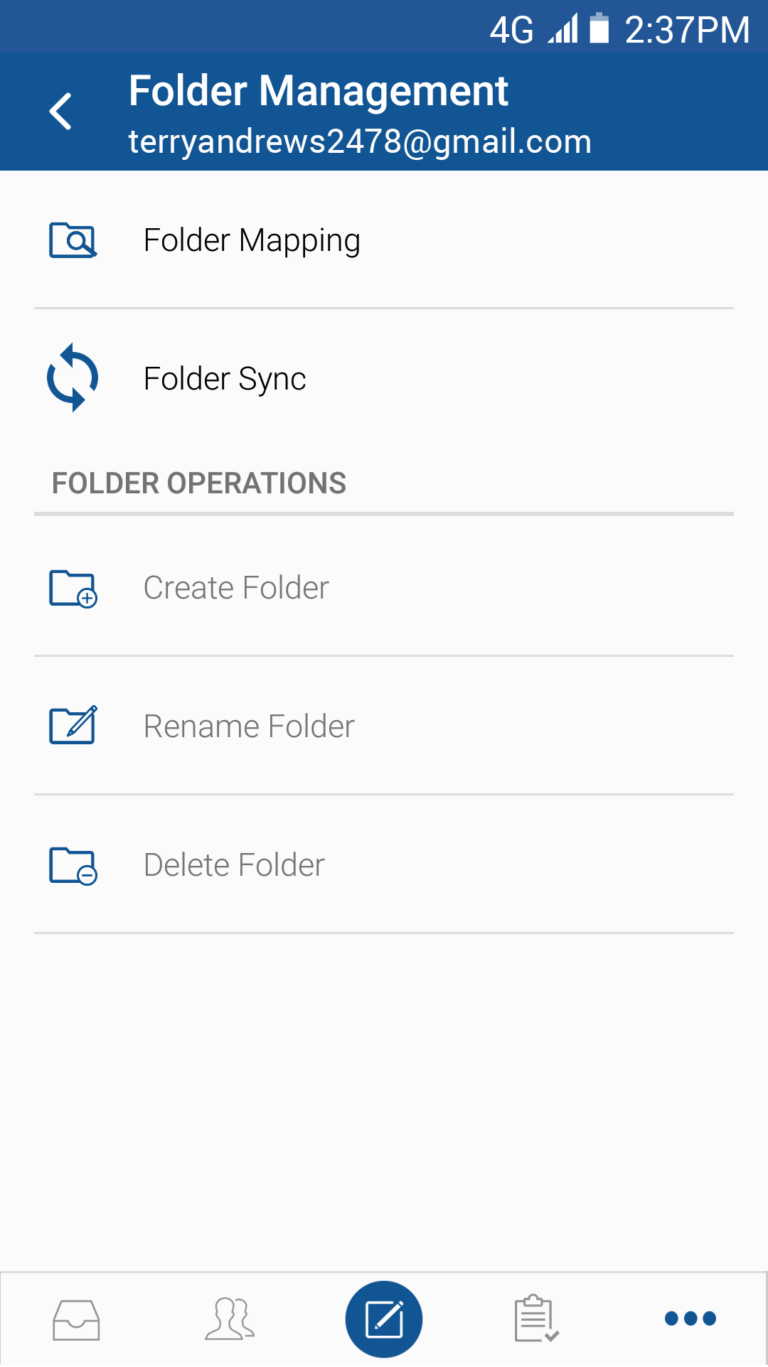 4G 2:37PM
Folder Management
terryandrews2478@gmail.com
Folder Mapping
Folder Sync
FOLDER OPERATIONS
Create Folder
Rename Folder
Delete Folder